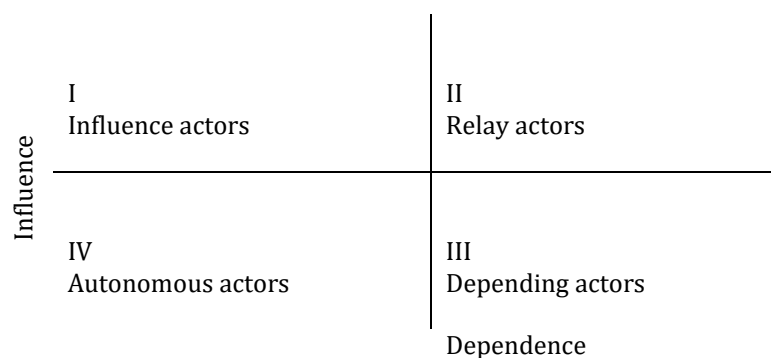 I
Influence actors
II
Relay actors
Influence
IV
Autonomous actors
III
Depending actors
Dependence